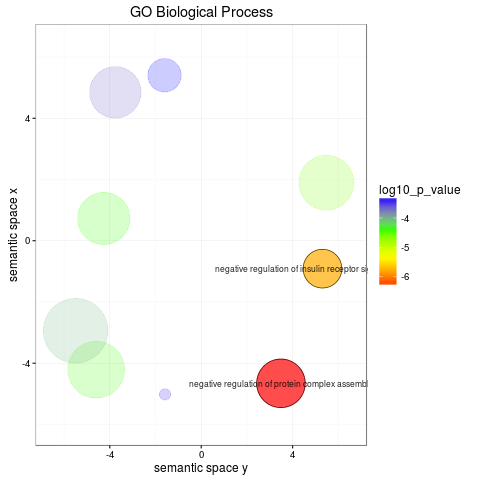 GO Biological Process
semantic space x
4
0
-4
-4
0
4
semantic space y
negative regulation of insulin receptor si
negative regulation of protein complex assembl
log10_p_value
-4
-5
-6